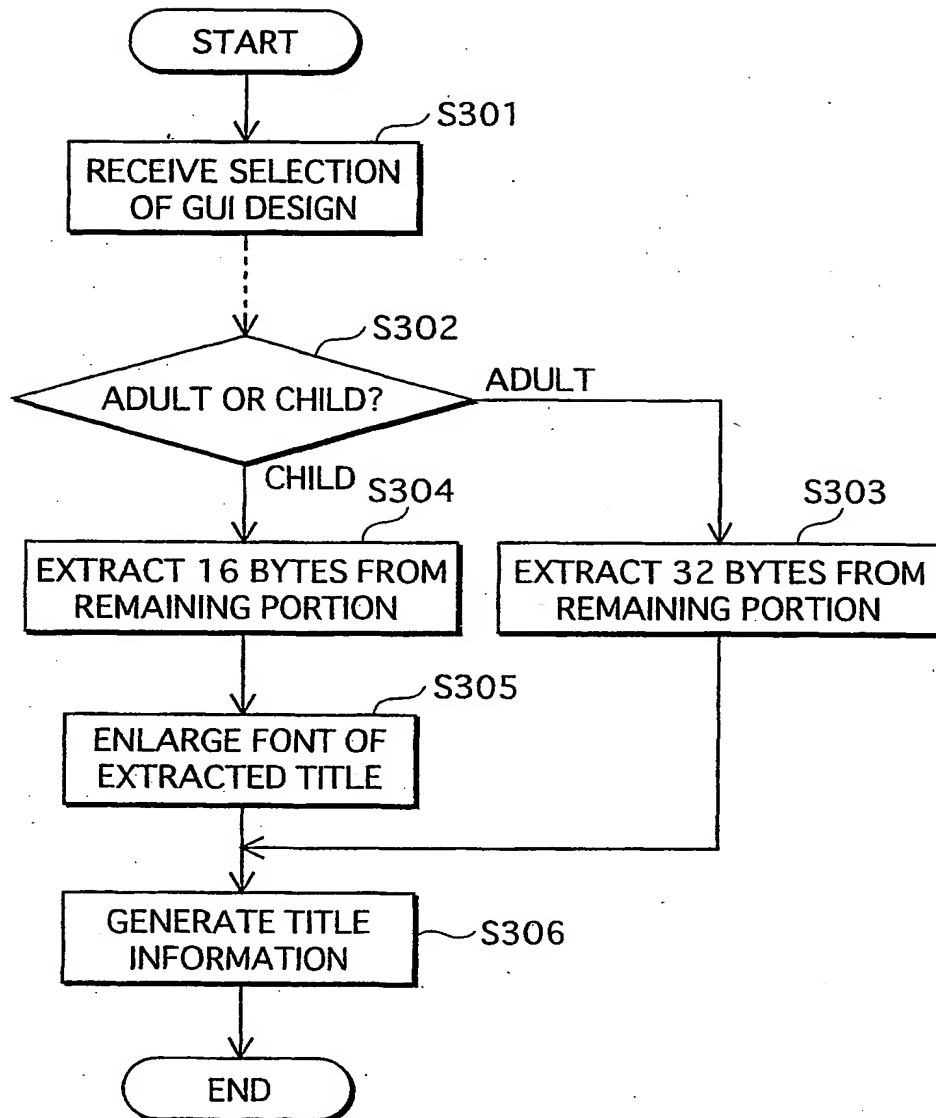 START
S301
RECEIVE SELECTION
OF GUI DESIGN
S302
ADULT OR CHILD?
ADULT
CHILD
S304
EXTRACT 16 BYTES FROM
REMAINING PORTION
S303
EXTRACT 32 BYTES FROM
REMAINING PORTION
S305
ENLARGE FONT OF
EXTRACTED TITLE
GENERATE TITLE
INFORMATION
S306
END